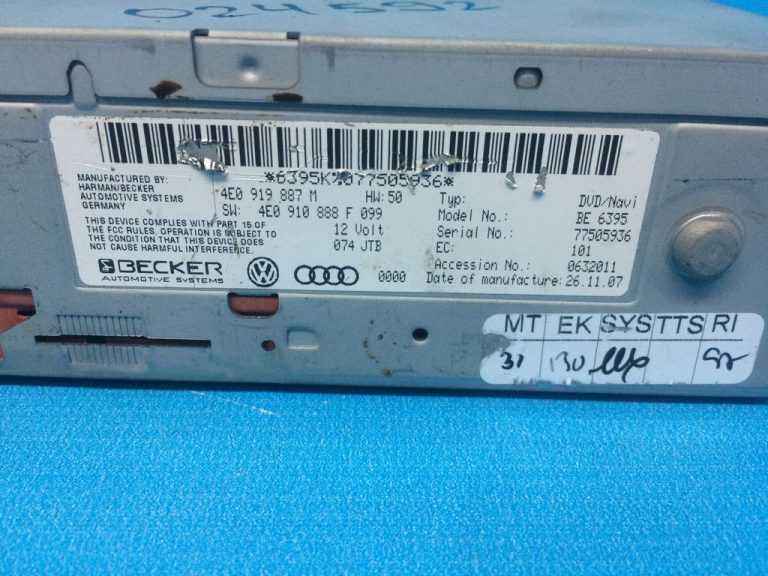 024592
*6395K%077505936*
MANUFACTURED BY:
HARMAN/BECKER
AUTOMOTIVE SYSTEMS
GERMANY
THIS DEVICE COMPLIES WITH PART 15 OF
THE FCC RULES. OPERATION IS SUBJECT TO
THE CONDITION THAT THIS DEVICE DOES
NOT CAUSE HARMFUL INTERFERENCE.
4E0 919 887 M HW: 50
SW: 4E0 910 888 F 099
12 Volt
074 JTB
Typ: DVD/Navi
Model No.: BE 6395
Serial No.: 77505936
EC: 101
Accession No.: 0632011
Date of manufacture: 26.11.07
BECKER
AUTOMOTIVE SYSTEMS
0000
MT EK SYS TTS RI
31 130